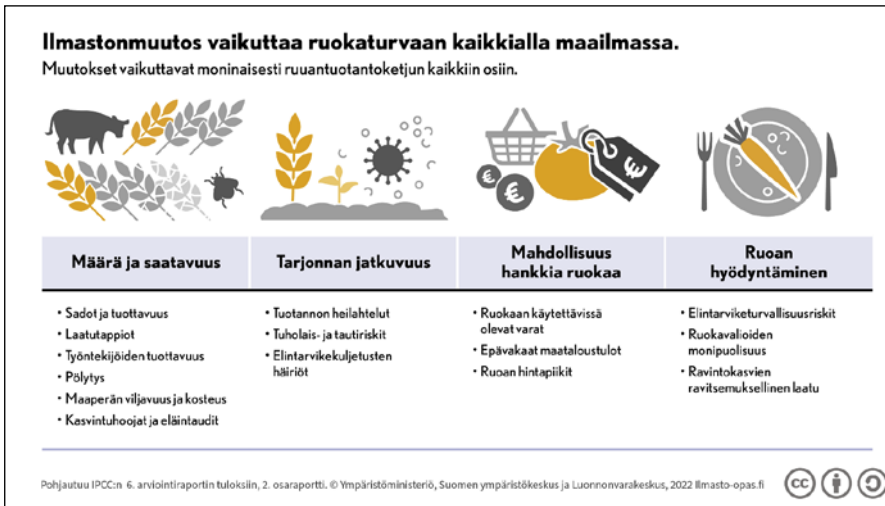 Ilmastonmuutos vaikuttaa ruokaturvaan kaikkialla maailmassa.
Muutokset vaikuttavat moninaisesti ruuantuotantoketjun kaikkiin osiin.
€
€
€
Määrä ja saatavuus
• Sadot ja tuottavuus
• Laatutappiot
• Työntekijöiden tuottavuus
• Pölytys
• Maaperän viljavuus ja kosteus
• Kasvintuhoojat ja eläintaudit
Tarjonnan jatkuvuus
• Tuotannon heilahtelut
• Tuholais- ja tautiriskit
• Elintarvikekuljetusten
häiriöt
Mahdollisuus
hankkia ruokaa
• Ruokaan käytettävissä
olevat varat
• Epävakaat maataloustulot
• Ruoan hintapiikit
Ruoan
hyödyntäminen
• Elintarviketurvallisuusriskit
• Ruokavalioiden
monipuolisuus
• Ravintokasvien
ravitsemuksellinen laatu
Pohjautuu IPCC:n 6. arviointiraportin tuloksiin, 2. osaraportti. © Ympäristöministeriö, Suomen ympäristökeskus ja Luonnonvarakeskus, 2022 Ilmasto-opas.fi
cc